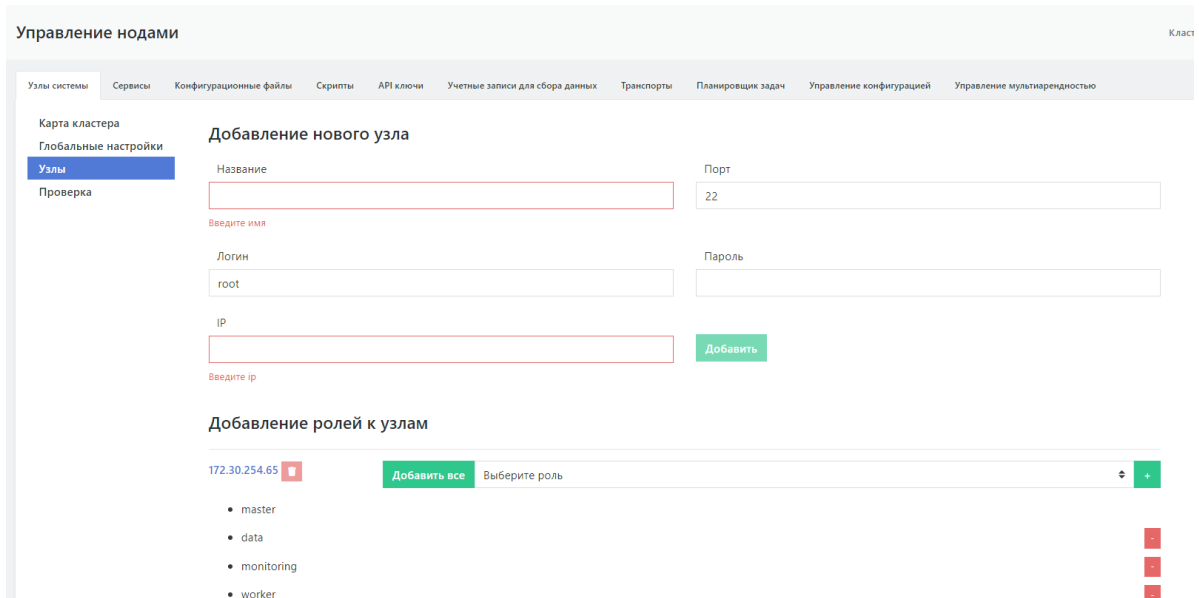 Управление нодами
Класт
Узлы системы Сервисы Конфигурационные файлы Скрипты API ключи Учетные записи для сбора данных Транспорты Планировщик задач Управление конфигурацией Управление мультиарендностью
Карта кластера
Глобальные настройки
Узлы
Проверка
Добавление нового узла
Название Порт
22
Введите имя
Логин Пароль
root
IP
Добавить
Введите ip
Добавление ролей к узлам
172.30.254.65 Добавить все Выберите роль +
master
data -
monitoring -
worker -